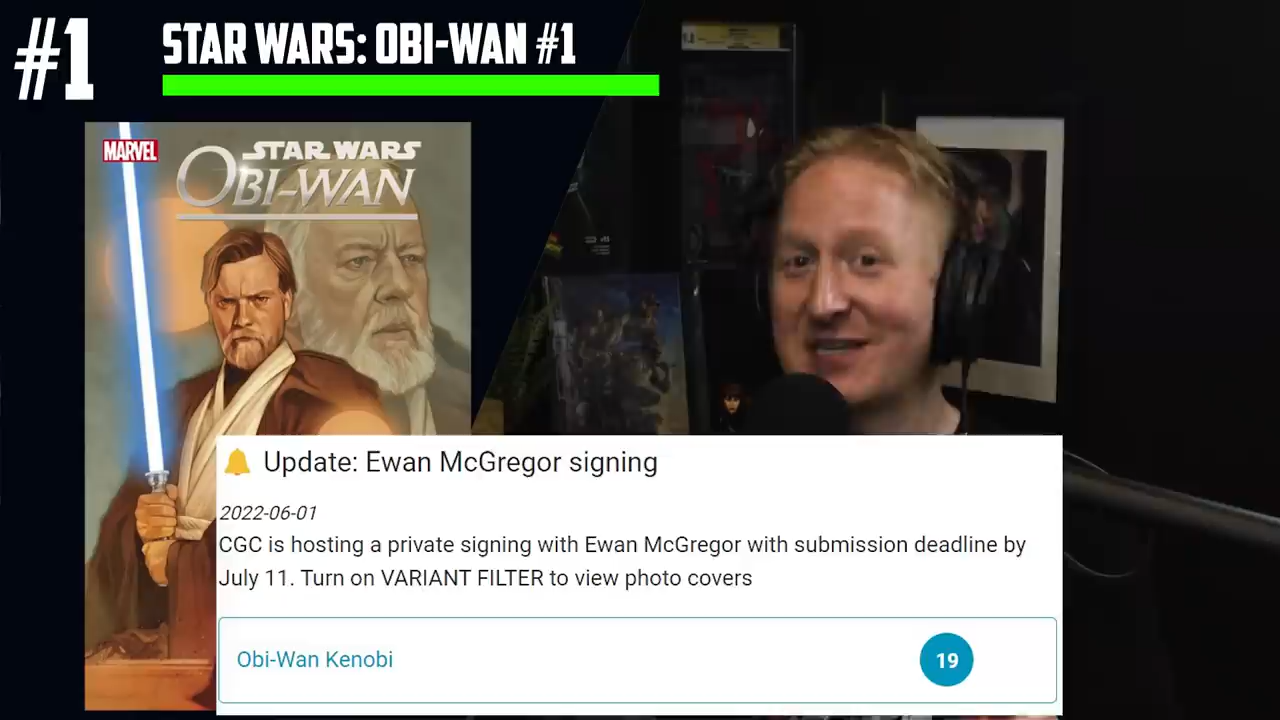 #1
STAR WARS: OBI-WAN #1
MARVEL
STAR WARS
OBI-WAN
Update: Ewan McGregor signing
2022-06-01
CGC is hosting a private signing with Ewan McGregor with submission deadline by
July 11. Turn on VARIANT FILTER to view photo covers
Obi-Wan Kenobi
19